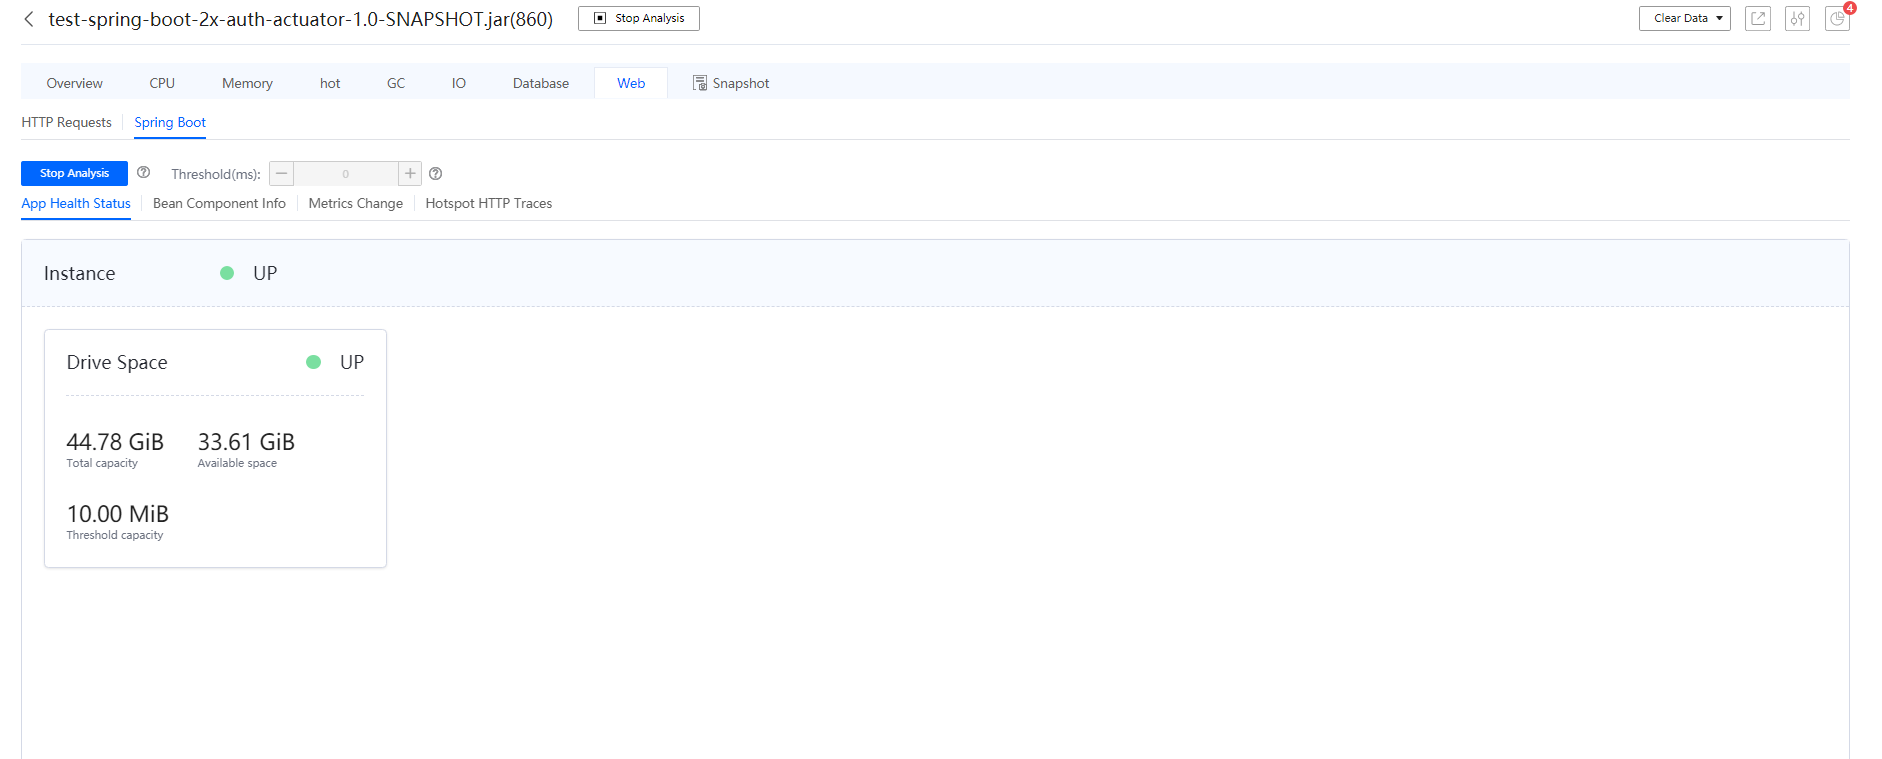 test-spring-boot-2x-auth-actuator-1.0-SNAPSHOT.jar(860) Stop Analysis Clear Data 4
Overview CPU Memory hot GC IO Database Web Snapshot
HTTP Requests Spring Boot
Stop Analysis Threshold(ms): 0
App Health Status Bean Component Info Metrics Change Hotspot HTTP Traces
Instance UP
Drive Space UP
44.78 GiB 33.61 GiB
Total capacity Available space
10.00 MiB
Threshold capacity